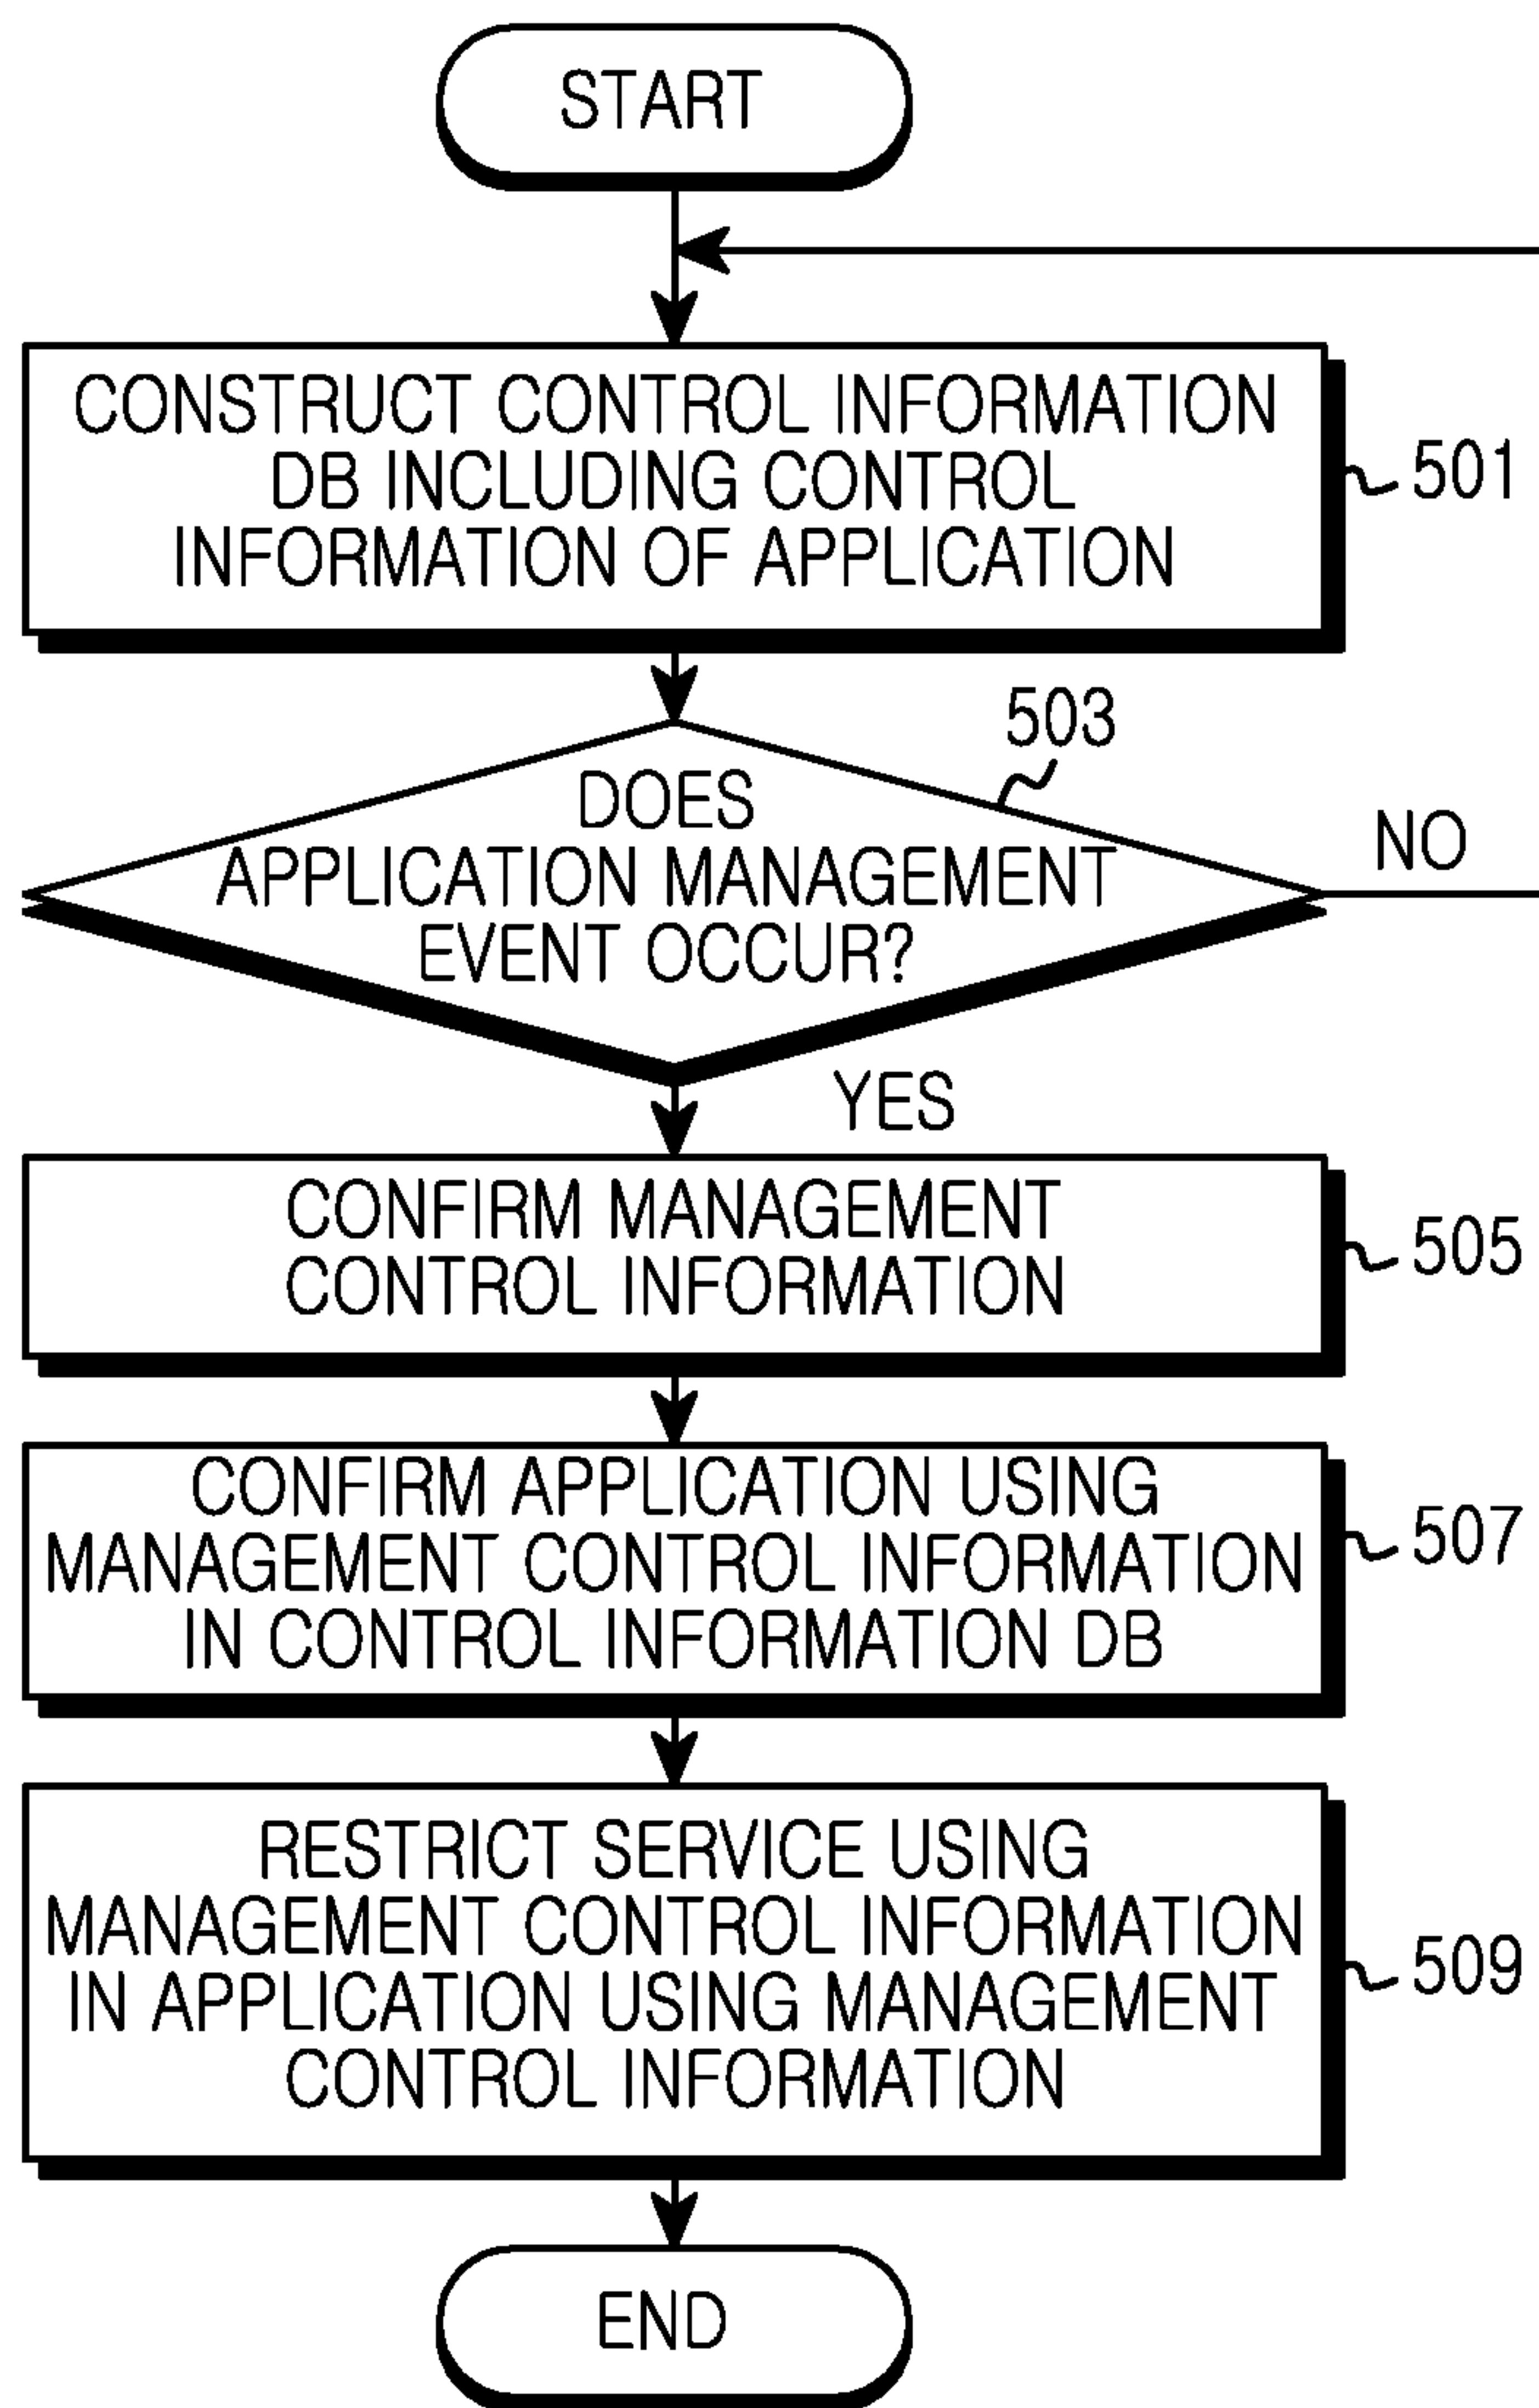 START
CONSTRUCT CONTROL INFORMATION
DB INCLUDING CONTROL
INFORMATION OF APPLICATION
501
503
DOES
APPLICATION MANAGEMENT
EVENT OCCUR?
NO
YES
CONFIRM MANAGEMENT
CONTROL INFORMATION
505
CONFIRM APPLICATION USING
MANAGEMENT CONTROL INFORMATION
IN CONTROL INFORMATION DB
507
RESTRICT SERVICE USING
MANAGEMENT CONTROL INFORMATION
IN APPLICATION USING MANAGEMENT
CONTROL INFORMATION
509
END